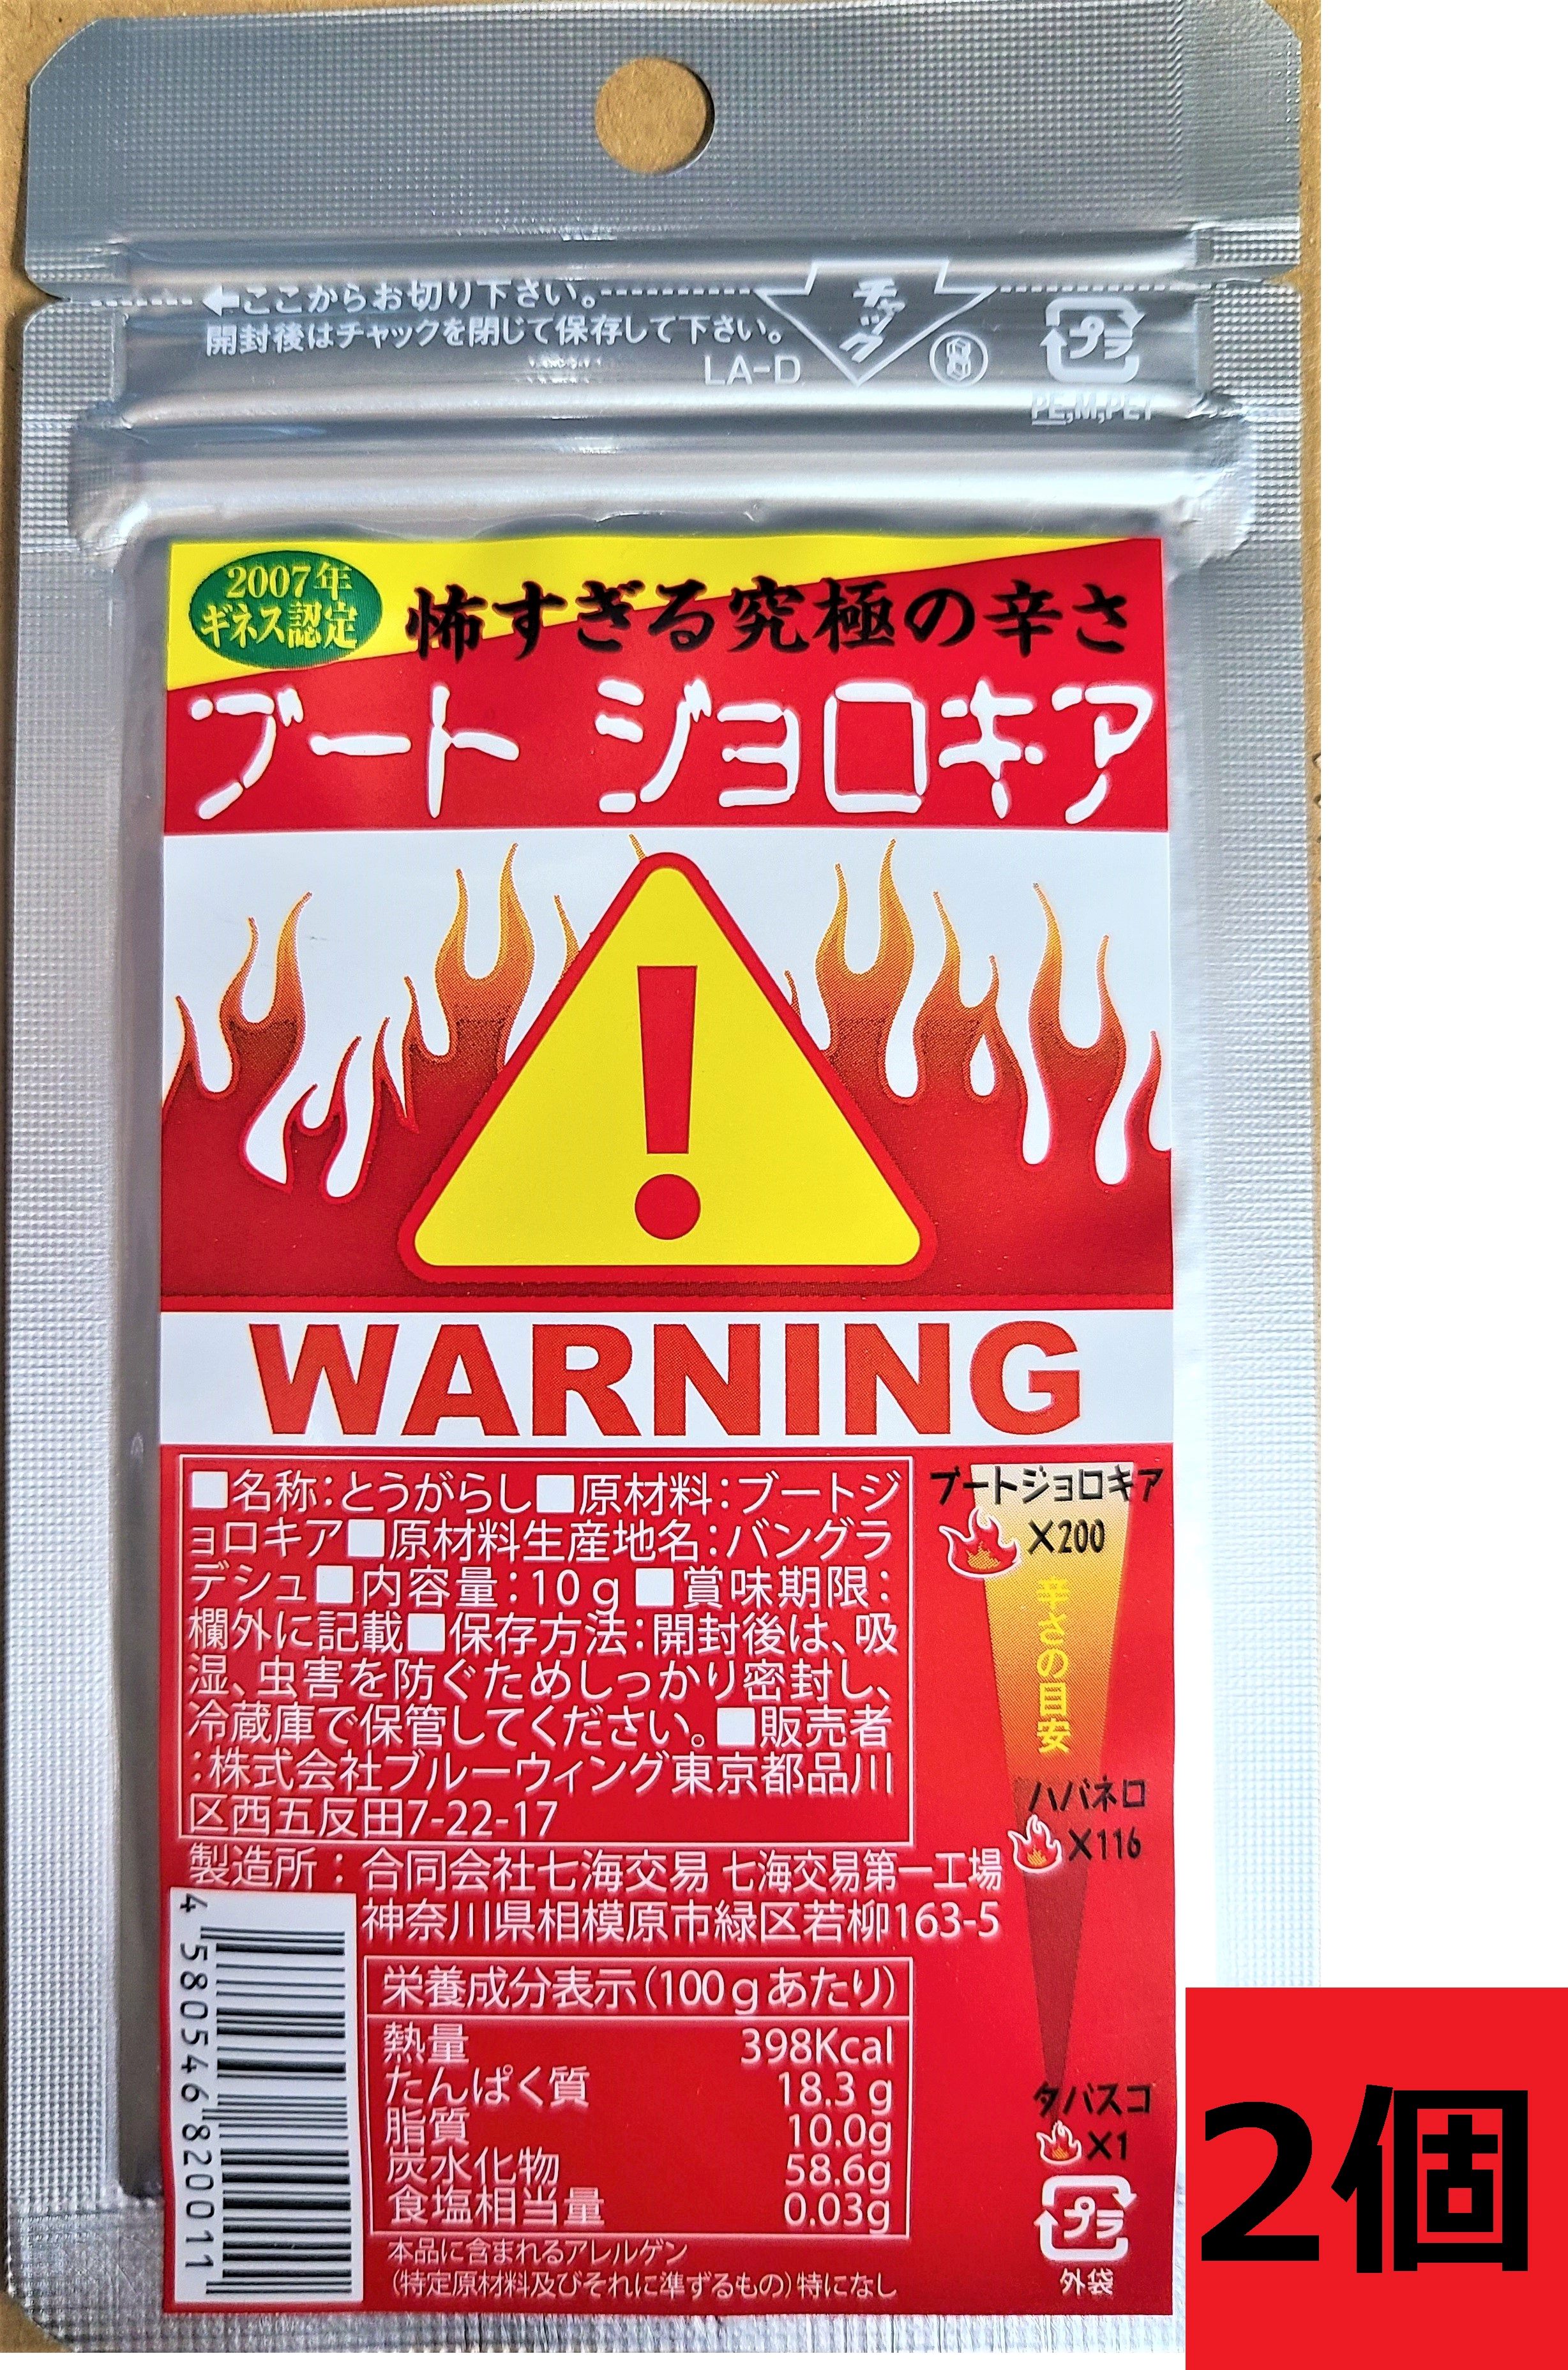 ←ここからお切り下さい。
開封後はチャックを閉じて保存して下さい。
チャック
LA-D
プラ
PE,M,PET
2007年
ギネス認定
怖すぎる究極の辛さ
ブート ジョロキア
WARNING
■名称:とうがらし■原材料:ブートジ
ョロキア■原材料生産地名:バングラ
デシュ■内容量:10g■賞味期限:
欄外に記載■保存方法:開封後は、吸
湿、虫害を防ぐためしっかり密封し、
冷蔵庫で保管してください。■販売者
:株式会社ブルーウィング東京都品川
区西五反田7-22-17
製造所:合同会社七海交易 七海交易第一工場
神奈川県相模原市緑区若柳163-5
ブートジョロキア
X200
辛さの目安
ハバネロ
X116
タバスコ
X1
プラ
外袋
4 580546 820011
栄養成分表示(100gあたり)
熱量 398Kcal
たんぱく質 18.3g
脂質 10.0g
炭水化物 58.6g
食塩相当量 0.03g
本品に含まれるアレルゲン
(特定原材料及びそれに準ずるもの)特になし
2個